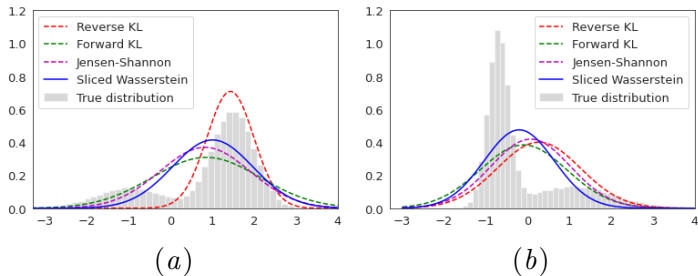 1.2
1.0
0.8
0.6
0.4
0.2
0.0
Reverse KL
Forward KL
Jensen-Shannon
Sliced Wasserstein
True distribution
−3 −2 −1 0 1 2 3 4
(a)
1.2
1.0
0.8
0.6
0.4
0.2
0.0
Reverse KL
Forward KL
Jensen-Shannon
Sliced Wasserstein
True distribution
−3 −2 −1 0 1 2 3 4
(b)